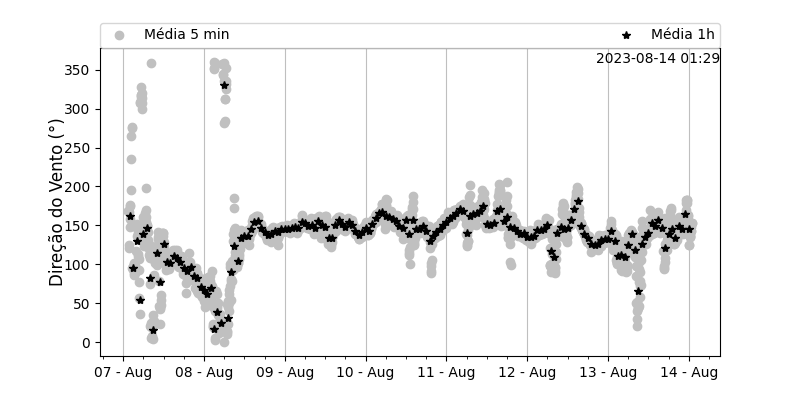 Média 5 min
Média 1h
2023-08-14 01:29
Direção do Vento (°)
350
300
250
200
150
100
50
0
07 - Aug
08 - Aug
09 - Aug
10 - Aug
11 - Aug
12 - Aug
13 - Aug
14 - Aug